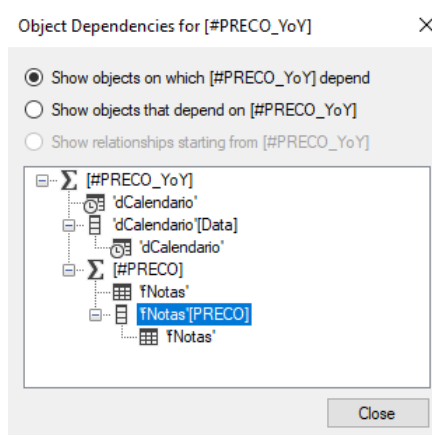 Object Dependencies for [#PRECO_YoY]
Show objects on which [#PRECO_YoY] depend
Show objects that depend on [#PRECO_YoY]
Show relationships starting from [#PRECO_YoY]
[#PRECO_YoY]
'dCalendario'
'dCalendario'[Data]
'dCalendario'
[#PRECO]
'fNotas'
'fNotas'[PRECO]
'fNotas'
Close